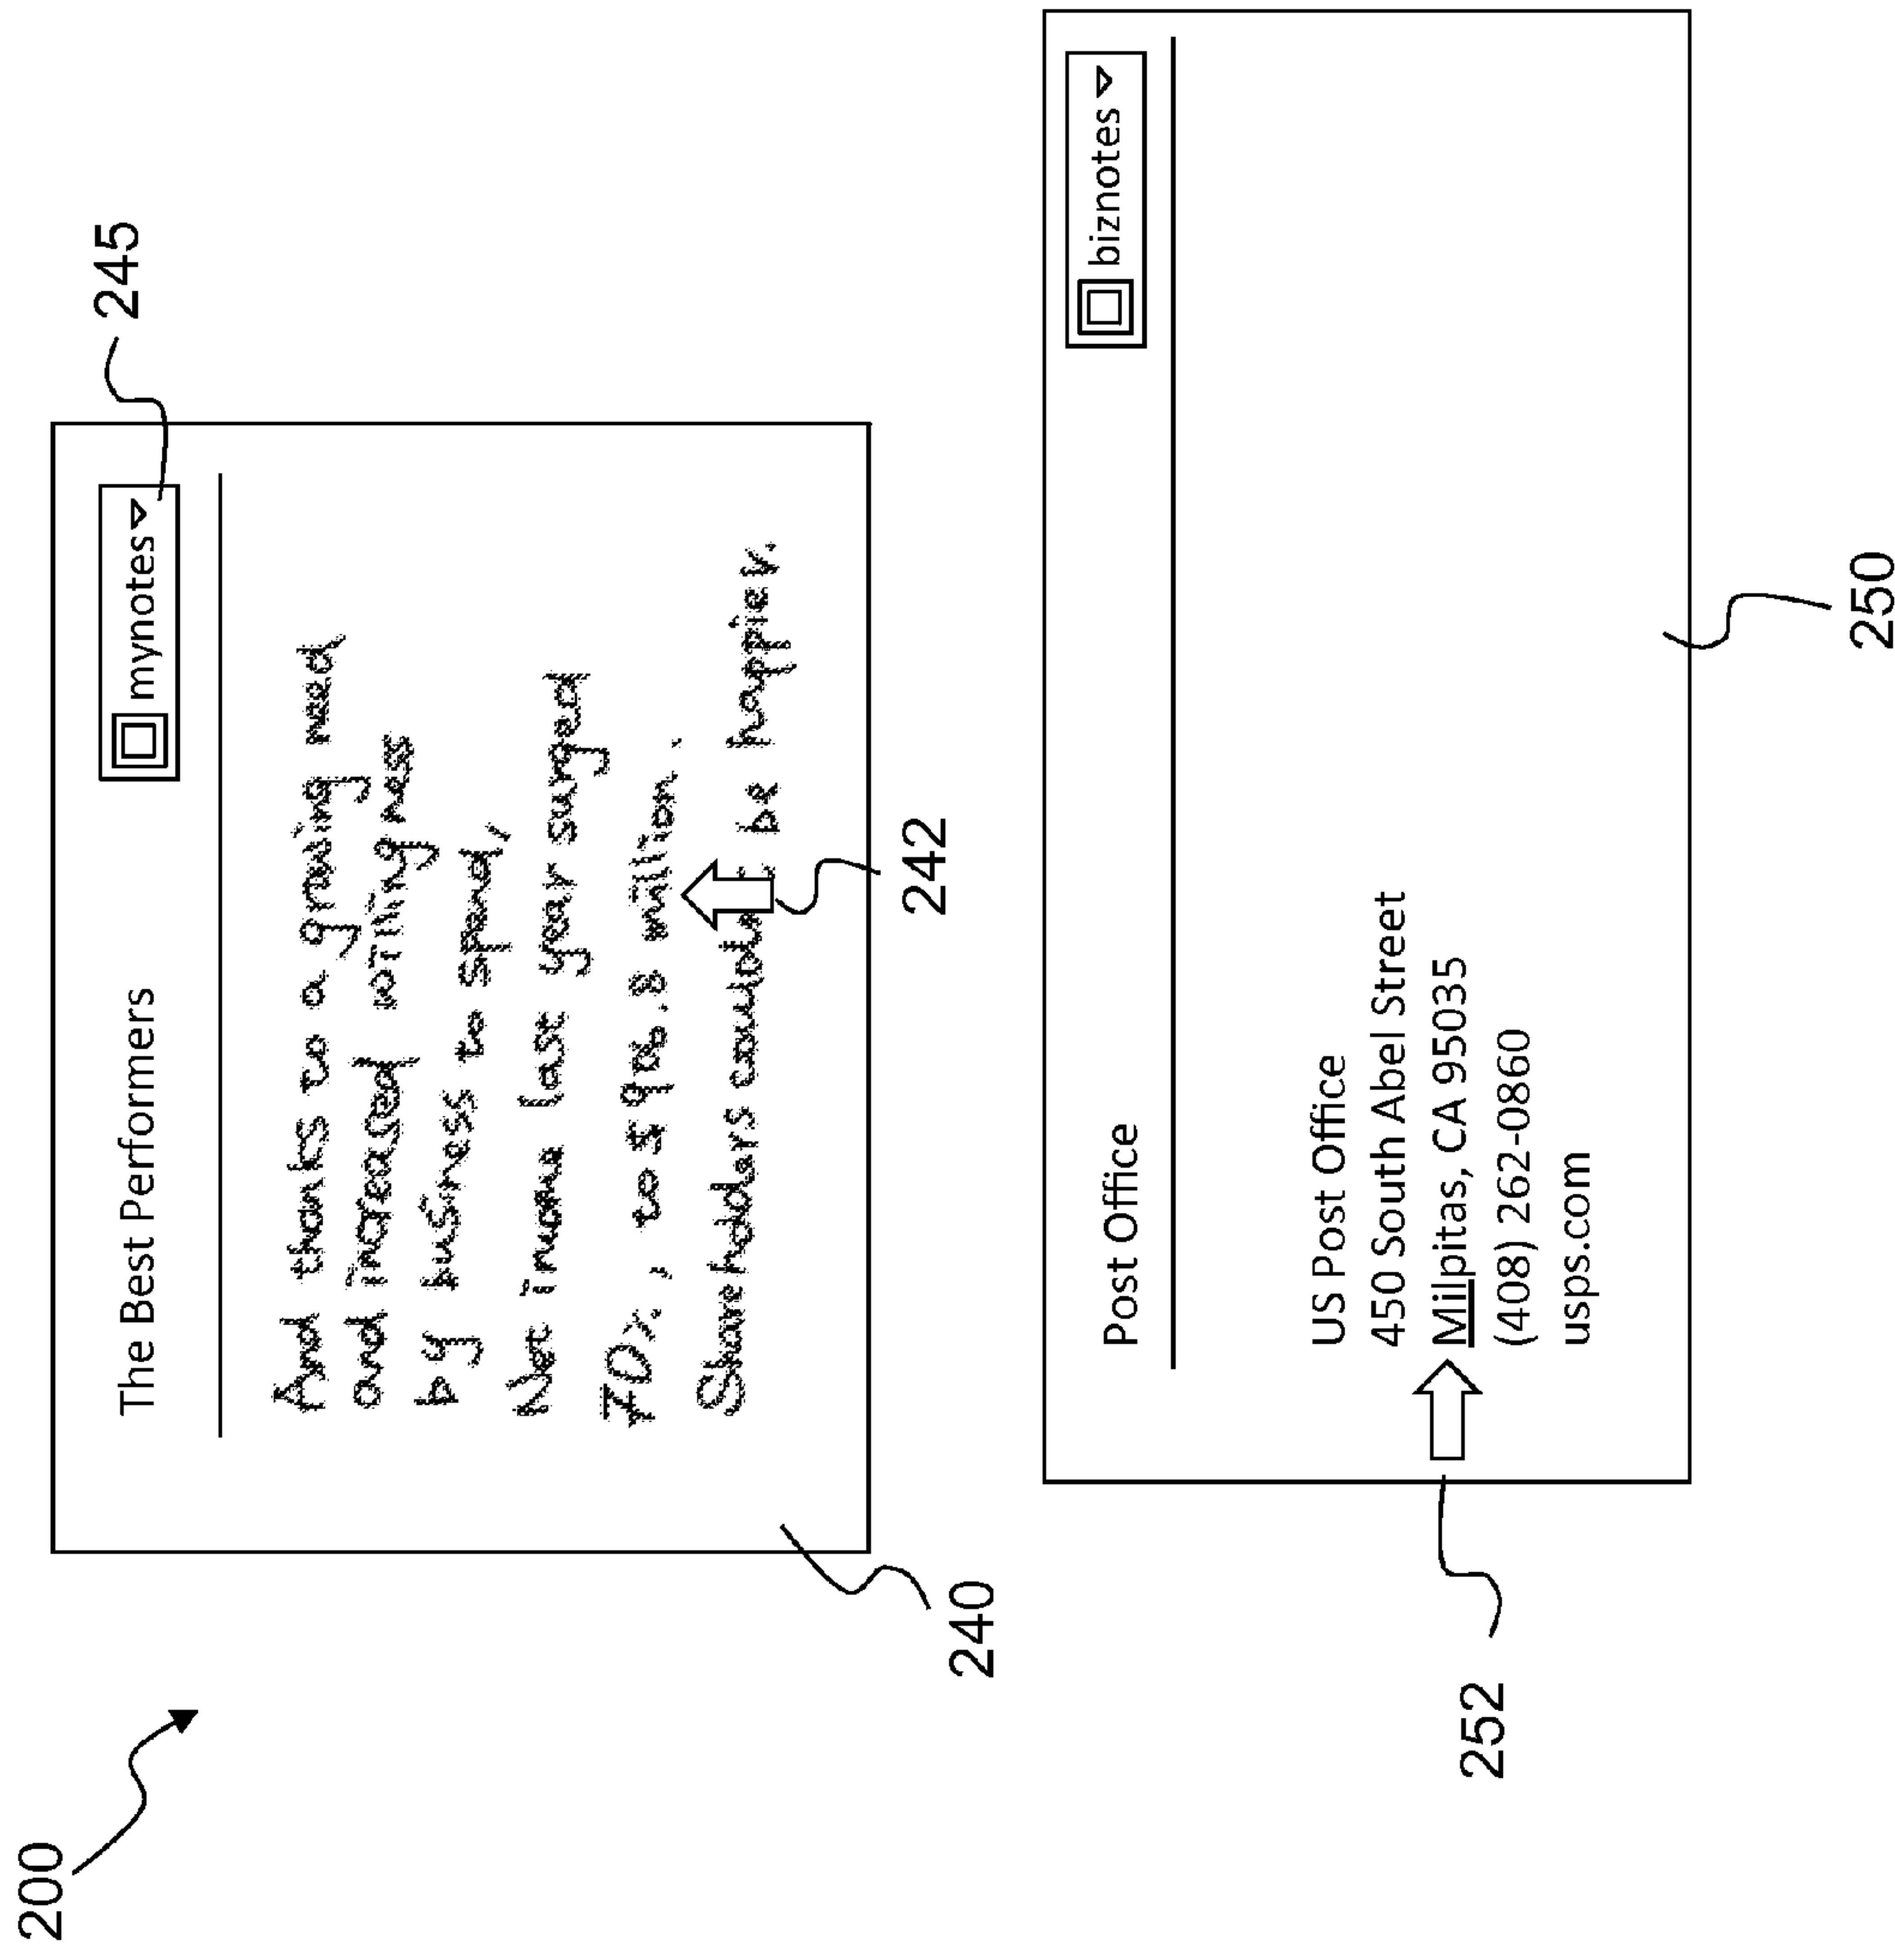 200
The Best Performers
mynotes
245
And thanks to a growing need,
and increased willingness
by business to spend,
Net income last year surged
to $96.8 million.
Shareholders couldn't be happier.
242
240
Post Office
biznotes
US Post Office
450 South Abel Street
Milpitas, CA 95035
(408) 262-0860
usps.com
252
250